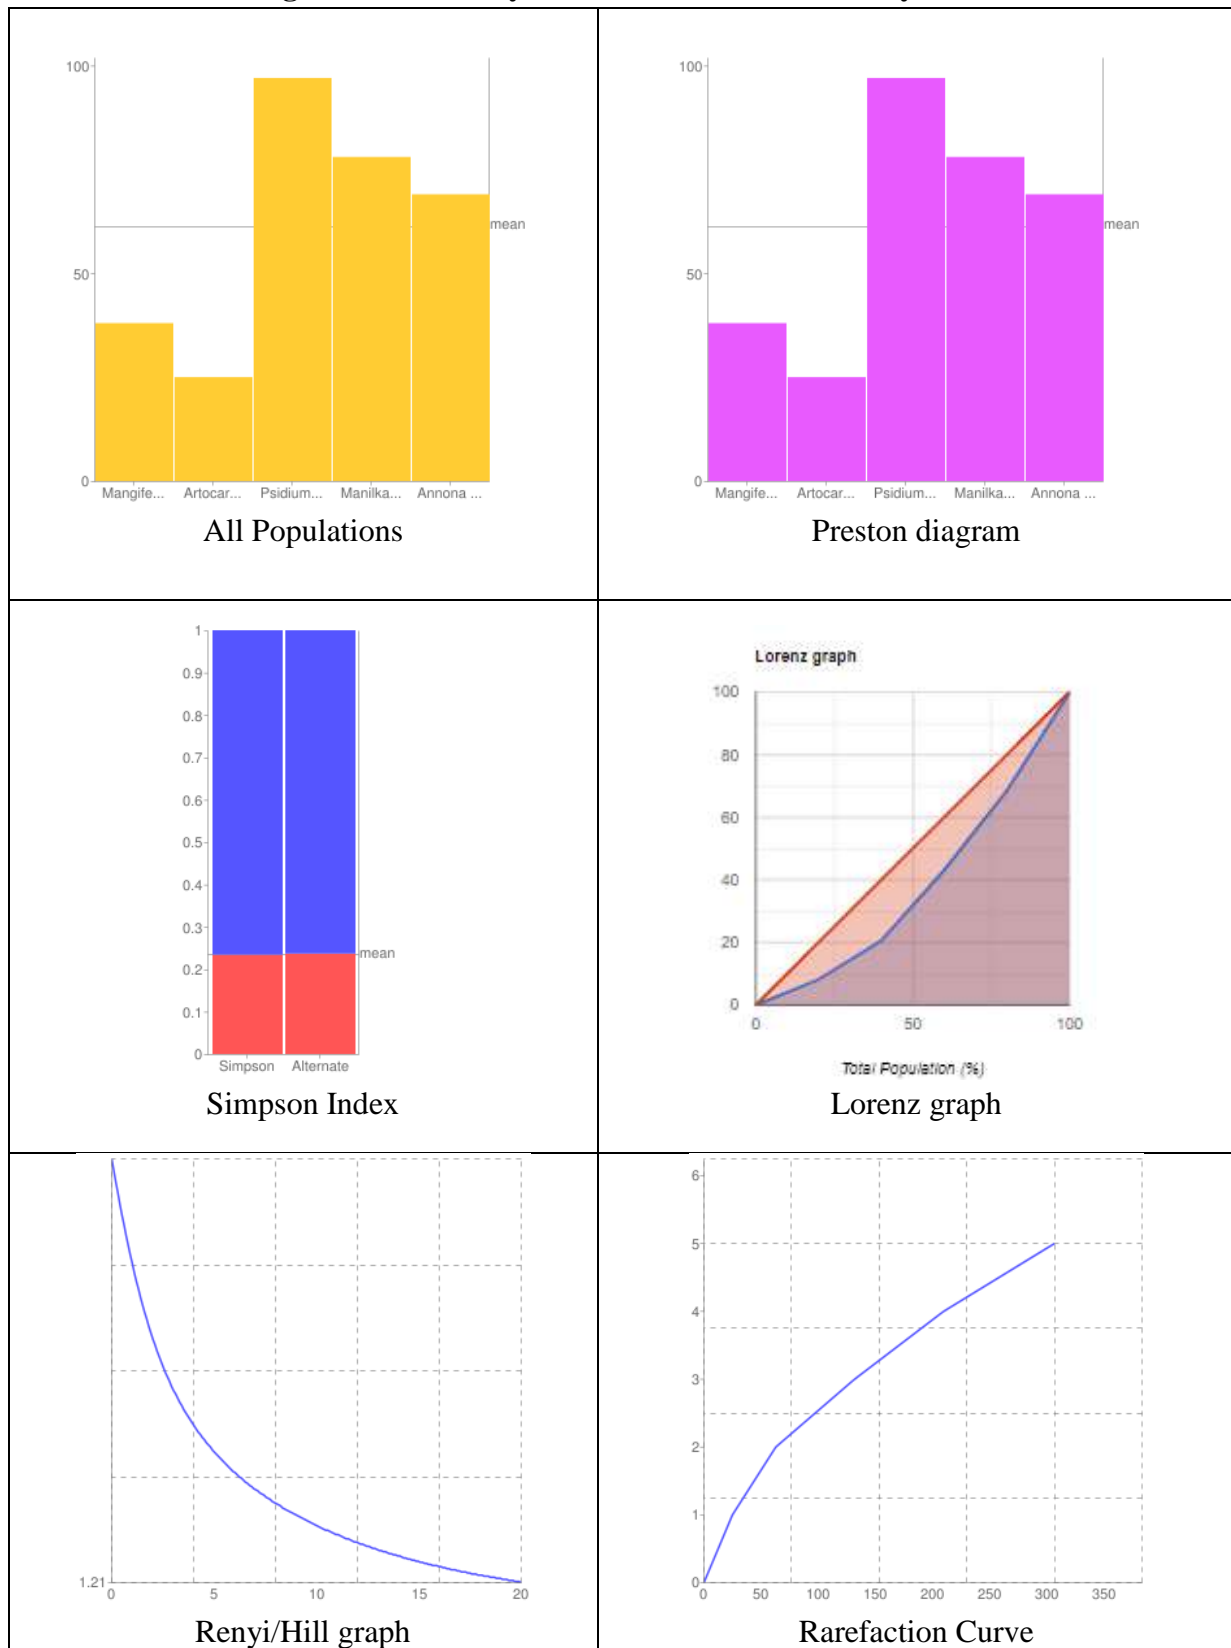 100
50
0
mean
Mangife... Artocar... Psidium... Manilka... Annona ...
All Populations
100
50
0
mean
Mangife... Artocar... Psidium... Manilka... Annona ...
Preston diagram
1
0.9
0.8
0.7
0.6
0.5
0.4
0.3
0.2
0.1
0
mean
Simpson Alternate
Simpson Index
Lorenz graph
100
80
60
40
20
0
0 50 100
Total Population (%)
Lorenz graph
1.21
0 5 10 15 20
Renyi/Hill graph
6
5
4
3
2
1
0
0 50 100 150 200 250 300 350
Rarefaction Curve